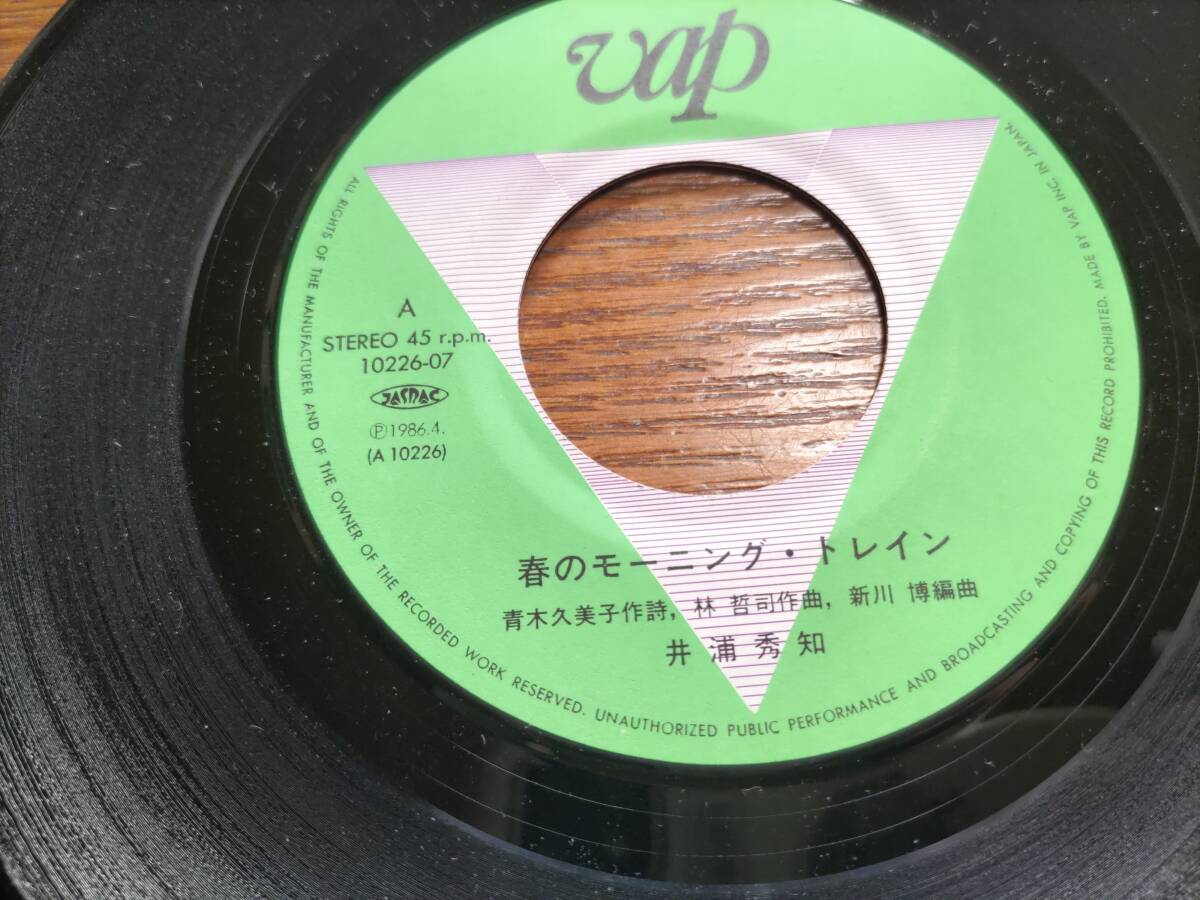 vap
A
STEREO 45 r.p.m.
10226-07
JASRAC
Ⓟ1986.4.
(A 10226)
春のモーニング・トレイン
青木久美子作詩, 林 哲司作曲, 新川 博編曲
井浦秀知
ALL RIGHTS OF THE MANUFACTURER AND OF THE OWNER OF THE RECORDED WORK RESERVED. UNAUTHORIZED PUBLIC PERFORMANCE AND BROADCASTING AND COPYING OF THIS RECORD PROHIBITED. MADE BY VAP INC. IN JAPAN.